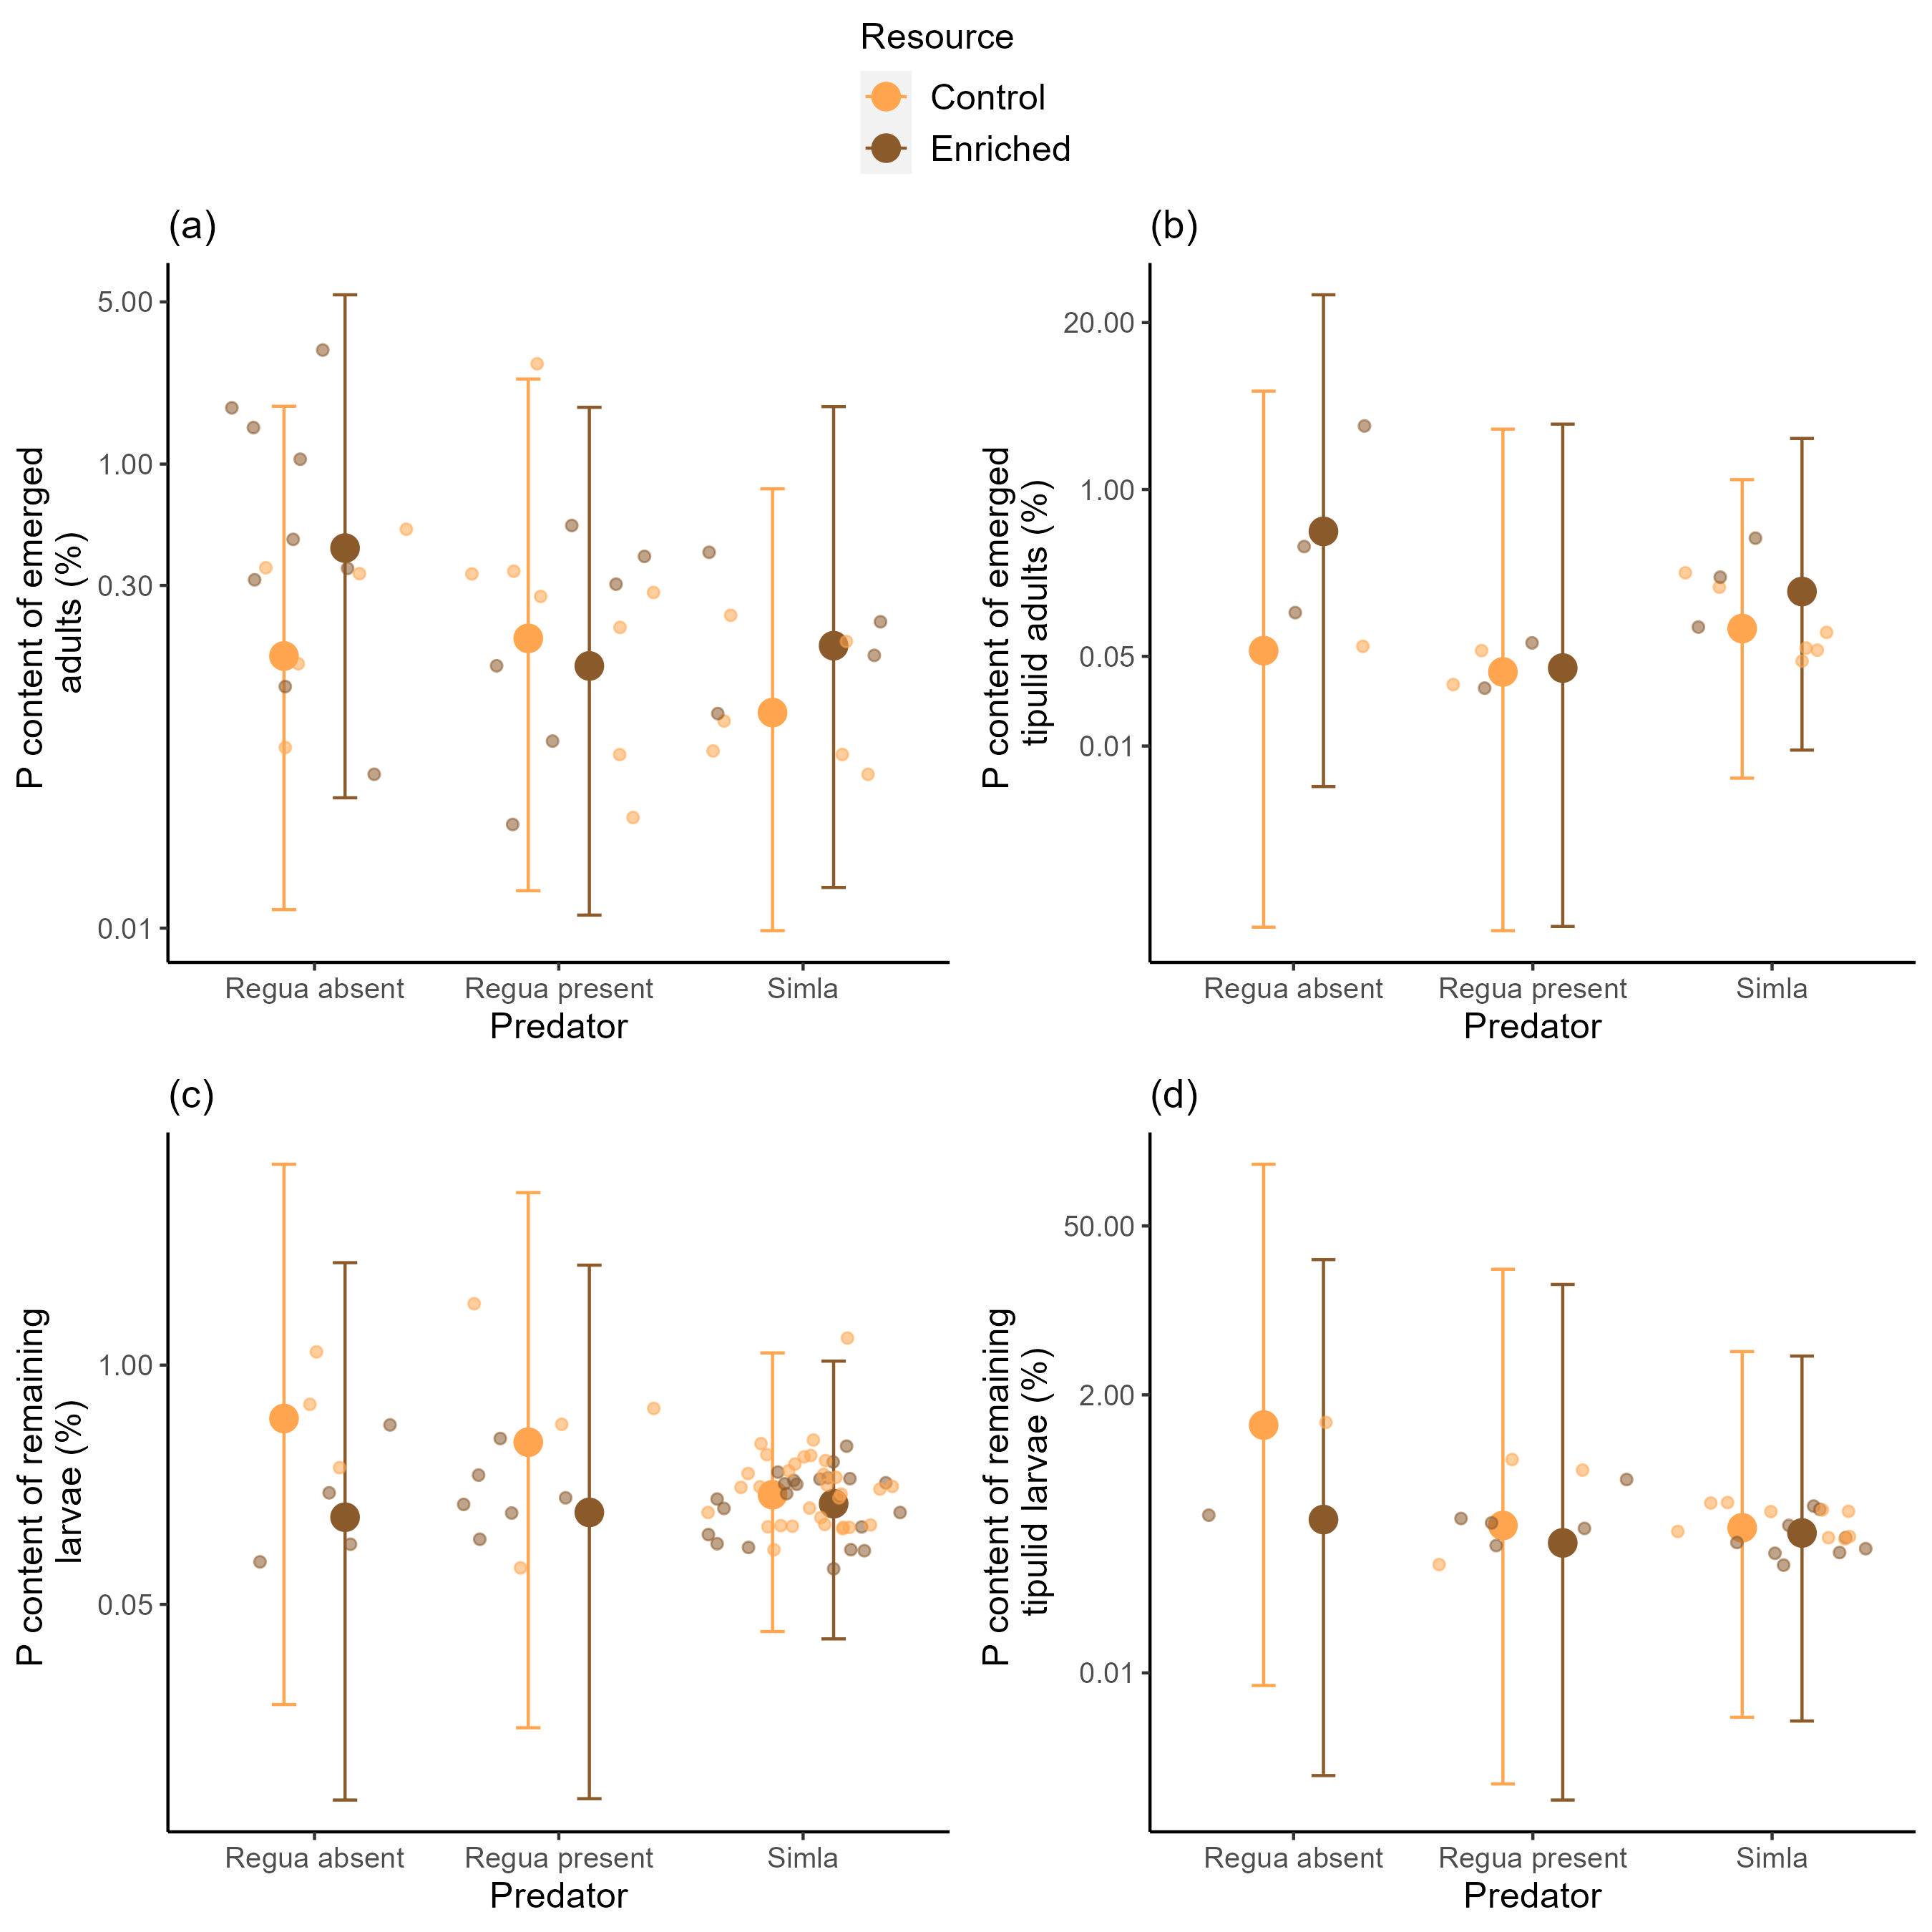 Resource
Control
Enriched
(a)
P content of emerged
adults (%)
5.00
1.00
0.30
0.01
Regua absent
Regua present
Simla
Predator
(b)
P content of emerged
tipulid adults (%)
20.00
1.00
0.05
0.01
Regua absent
Regua present
Simla
Predator
(c)
P content of remaining
larvae (%)
1.00
0.05
Regua absent
Regua present
Simla
Predator
(d)
P content of remaining
tipulid larvae (%)
50.00
2.00
0.01
Regua absent
Regua present
Simla
Predator